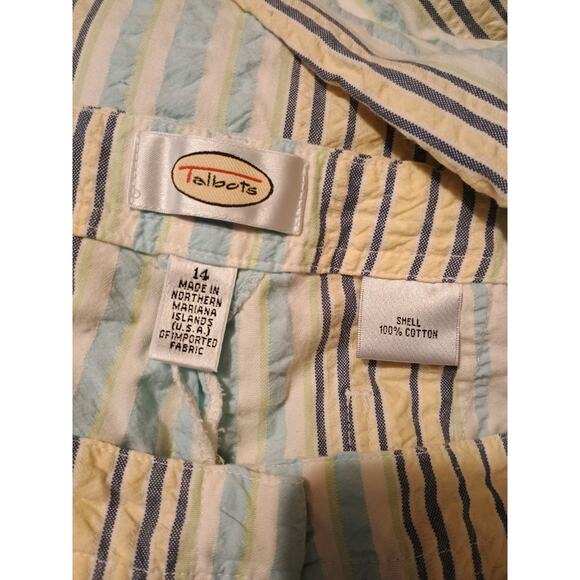 Talbots
14
MADE IN
NORTHERN
MARIANA
ISLANDS
(U.S.A.)
OF IMPORTED
FABRIC
SHELL
100% COTTON